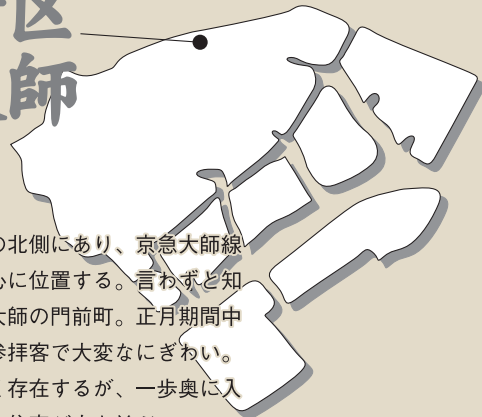 区
師
の北側にあり、京急大師線
心に位置する。言わずと知
大師の門前町。正月期間中
参拝客で大変なにぎわい。
存在するが、一歩奥に入